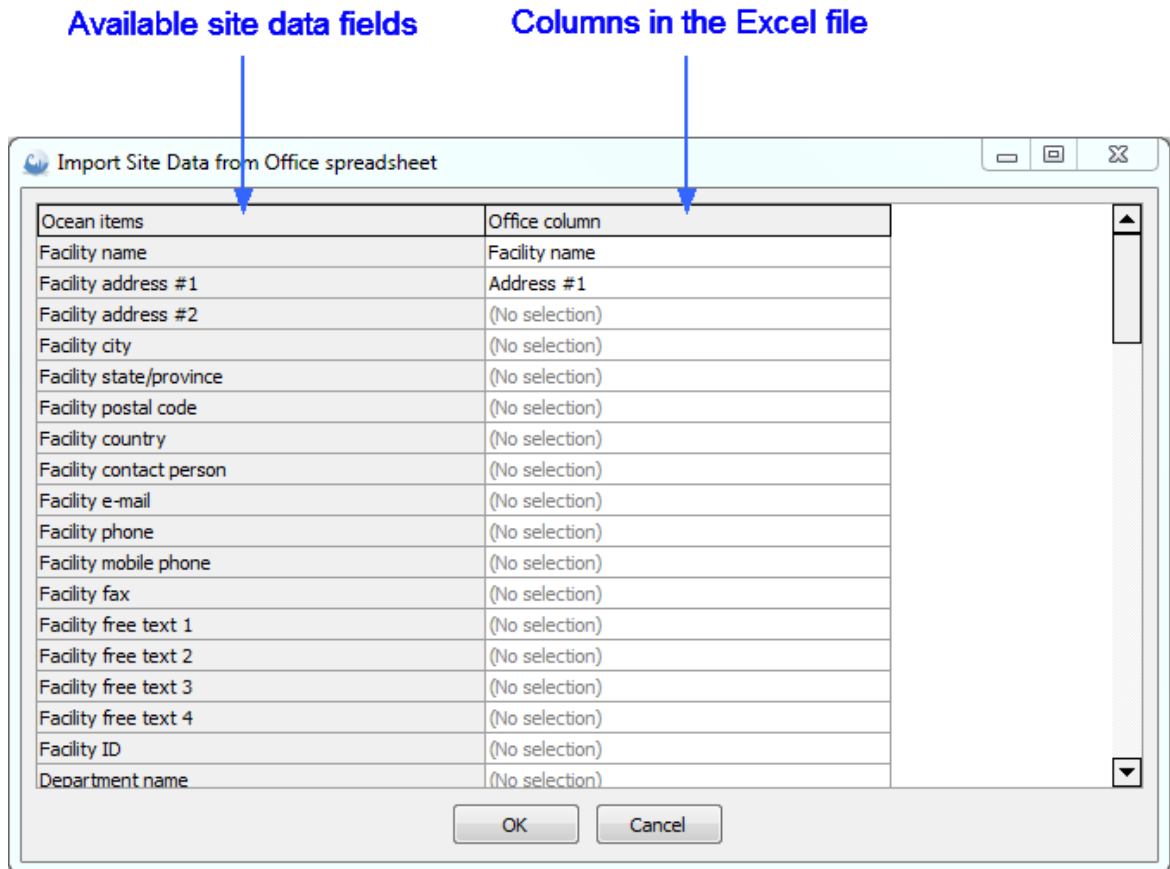 Available site data fields Columns in the Excel file
Import Site Data from Office spreadsheet
Ocean items Office column
Facility name Facility name
Facility address #1 Address #1
Facility address #2 (No selection)
Facility city (No selection)
Facility state/province (No selection)
Facility postal code (No selection)
Facility country (No selection)
Facility contact person (No selection)
Facility e-mail (No selection)
Facility phone (No selection)
Facility mobile phone (No selection)
Facility fax (No selection)
Facility free text 1 (No selection)
Facility free text 2 (No selection)
Facility free text 3 (No selection)
Facility free text 4 (No selection)
Facility ID (No selection)
Department name (No selection)
OK Cancel